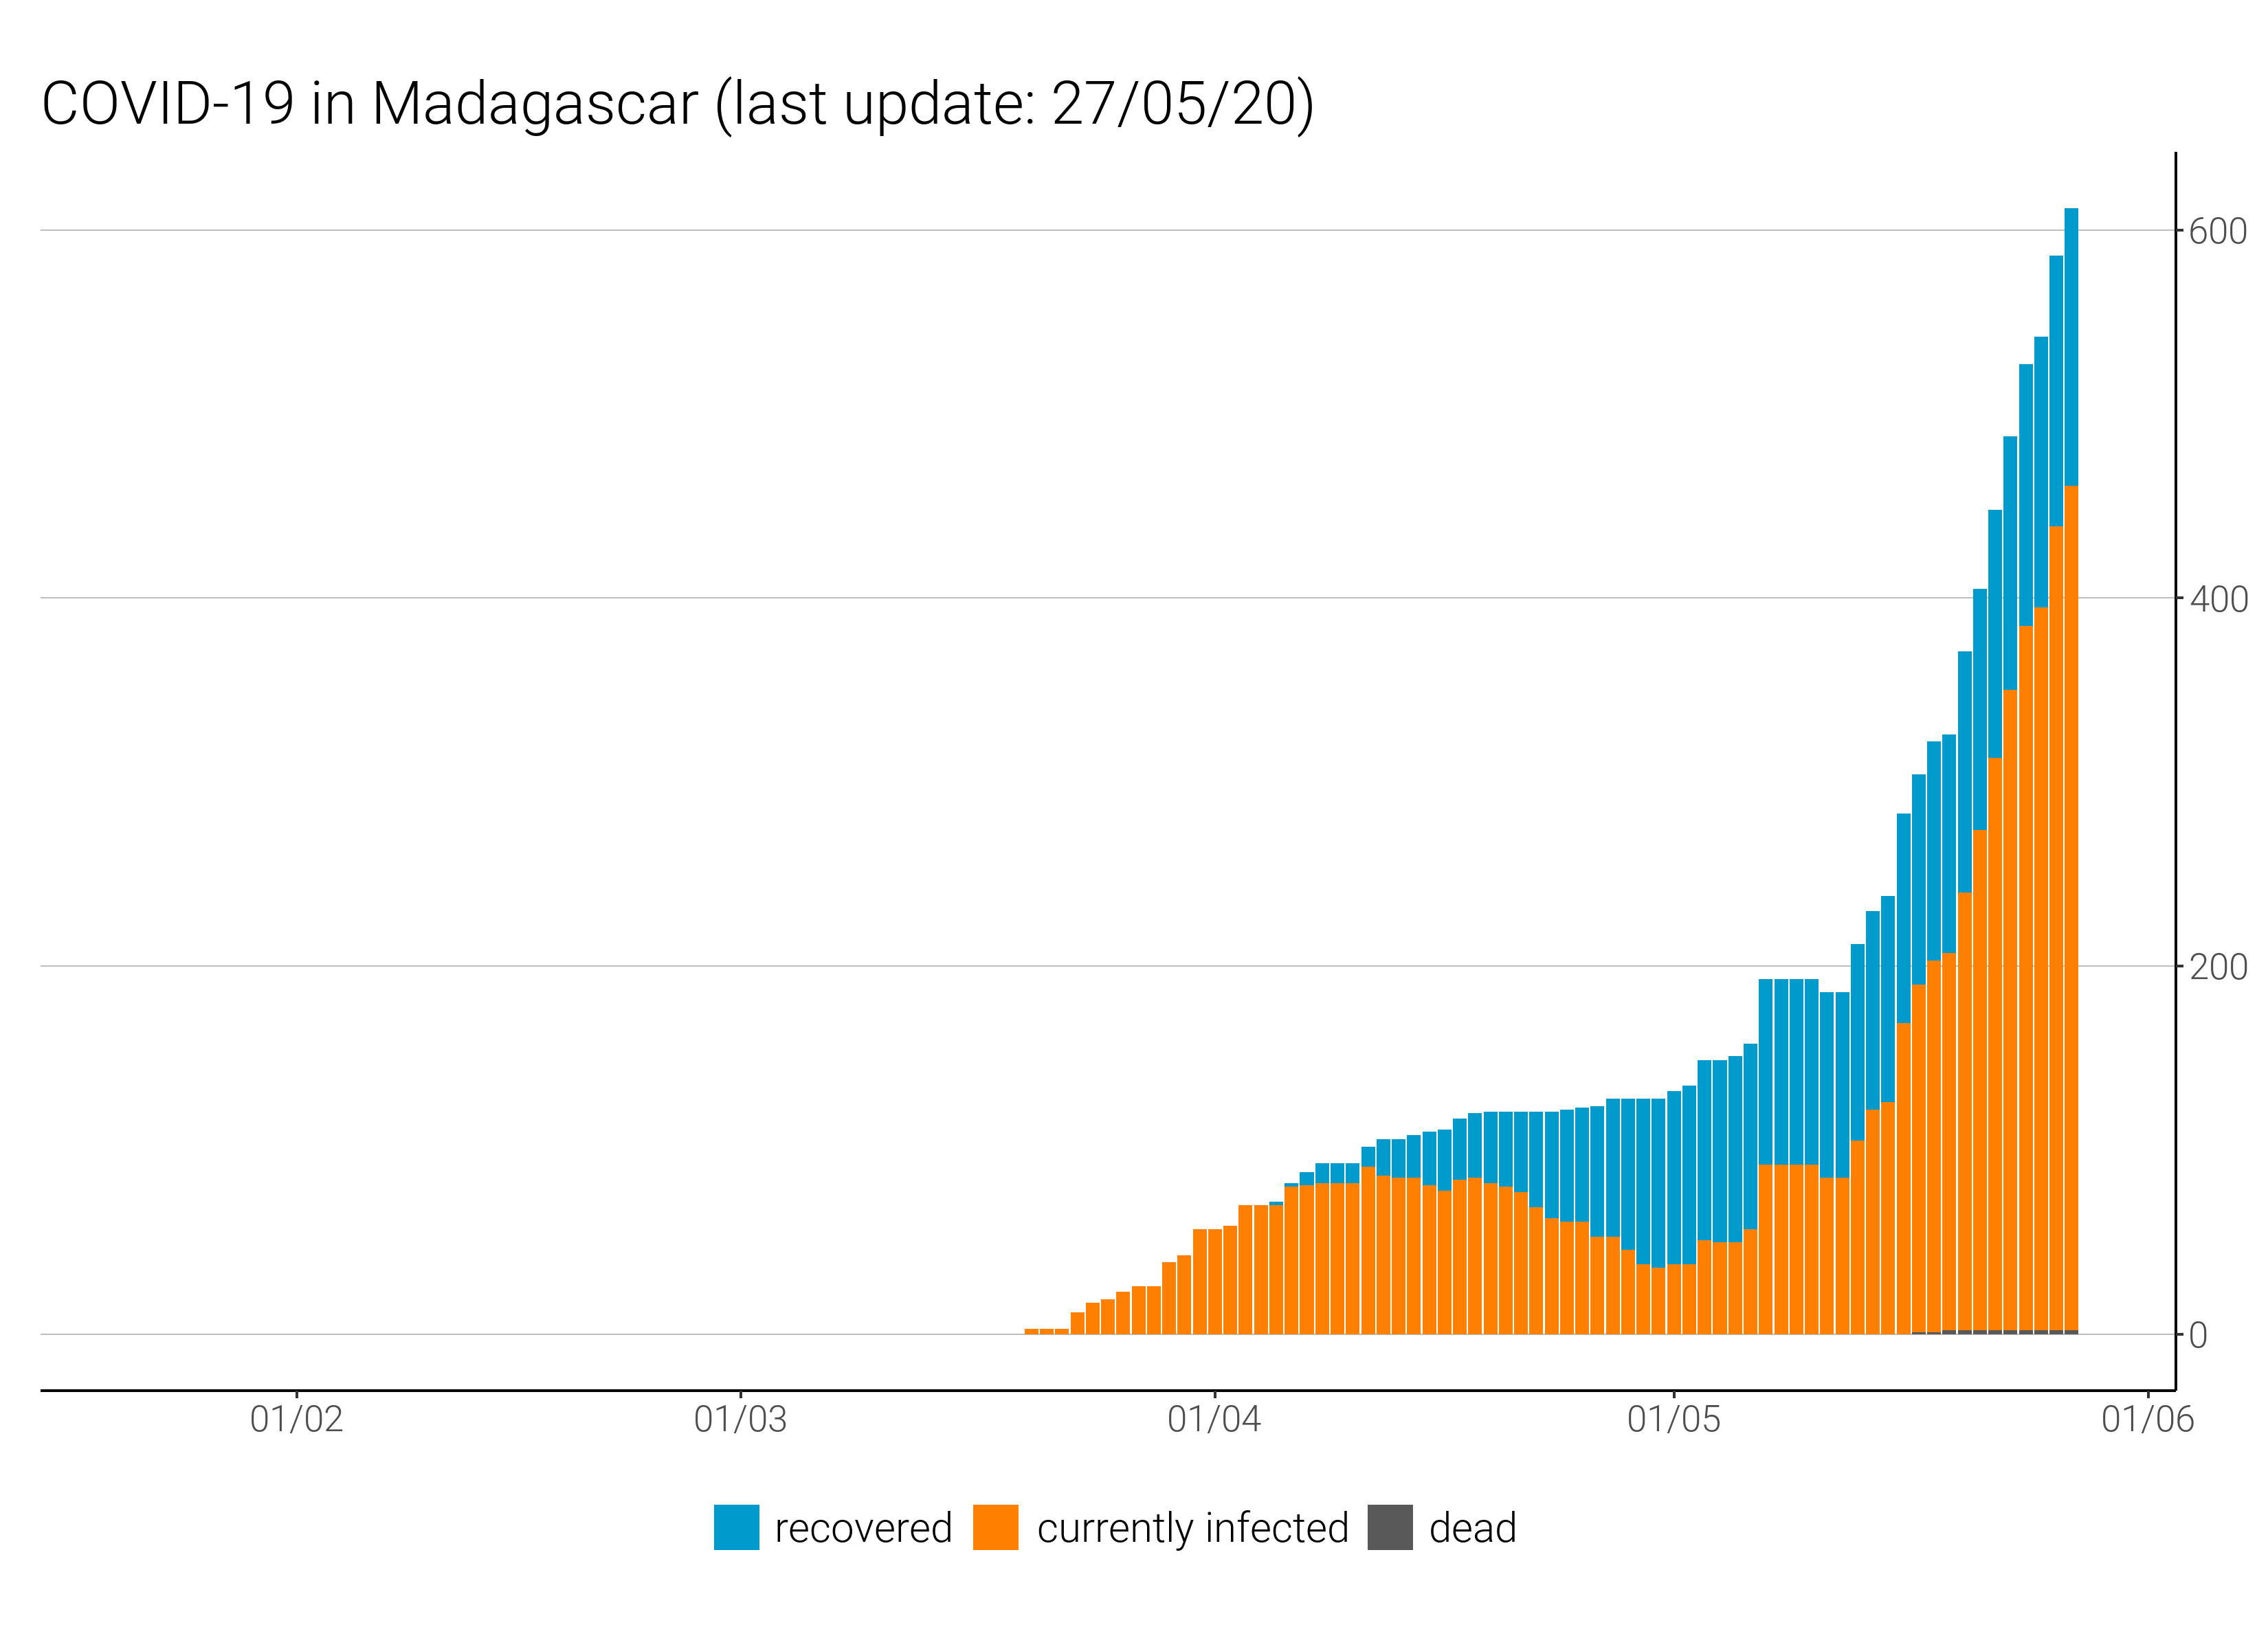 COVID-19 in Madagascar (last update: 27/05/20)
600
400
200
0
01/02 01/03 01/04 01/05 01/06
recovered currently infected dead